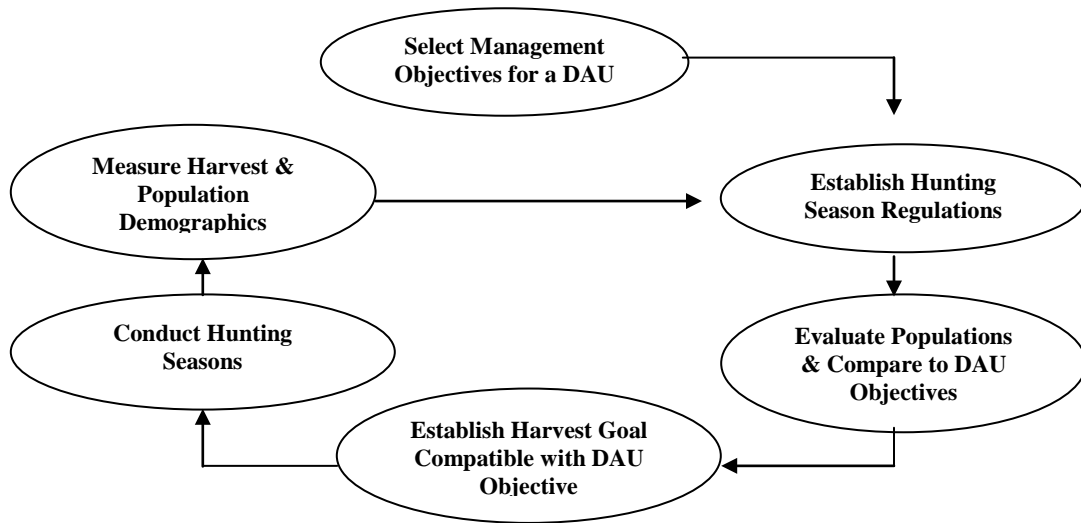 Select Management
Objectives for a DAU
Measure Harvest &
Population
Demographics
Establish Hunting
Season Regulations
Conduct Hunting
Seasons
Evaluate Populations
& Compare to DAU
Objectives
Establish Harvest Goal
Compatible with DAU
Objective